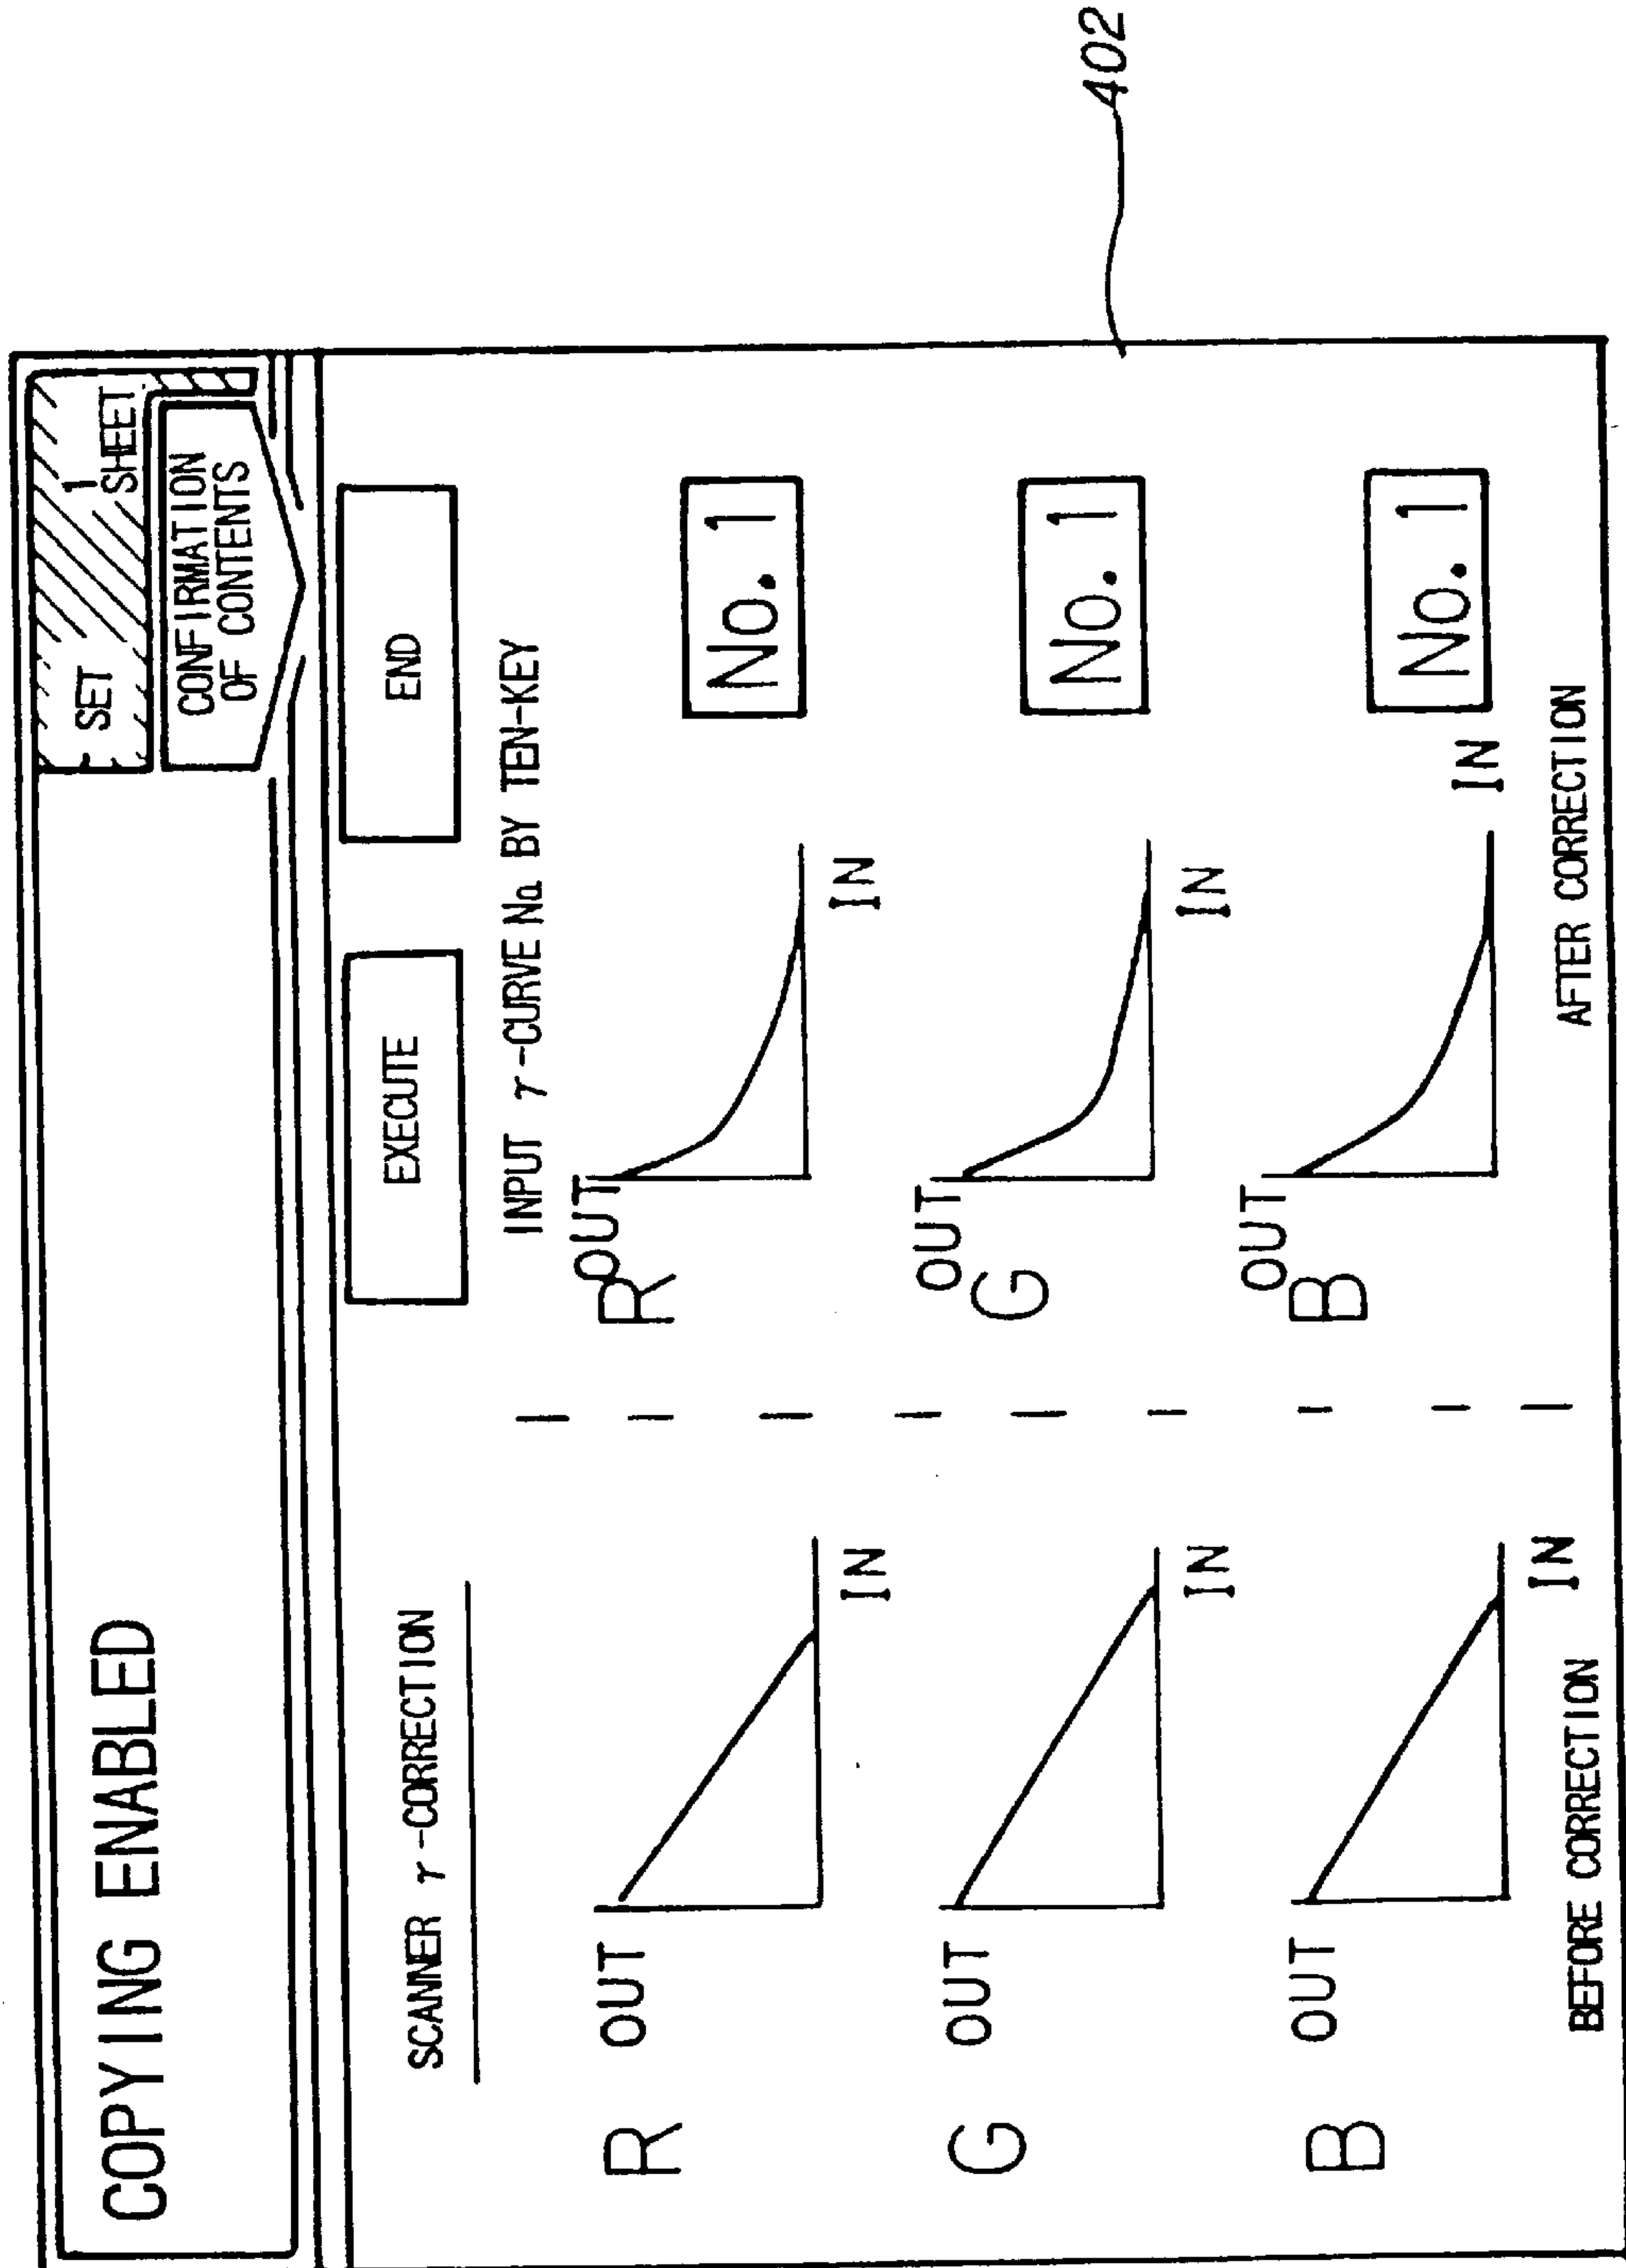 COPYING ENABLED
SET 1 SHEET
CONFIRMATION
OF CONTENTS
EXECUTE
END
SCANNER γ-CORRECTION
INPUT γ-CURVE No. BY TEN-KEY
R OUT
IN
R OUT
IN
No. 1
G OUT
IN
G OUT
IN
No. 1
B OUT
IN
B OUT
IN
No. 1
BEFORE CORRECTION
AFTER CORRECTION
402